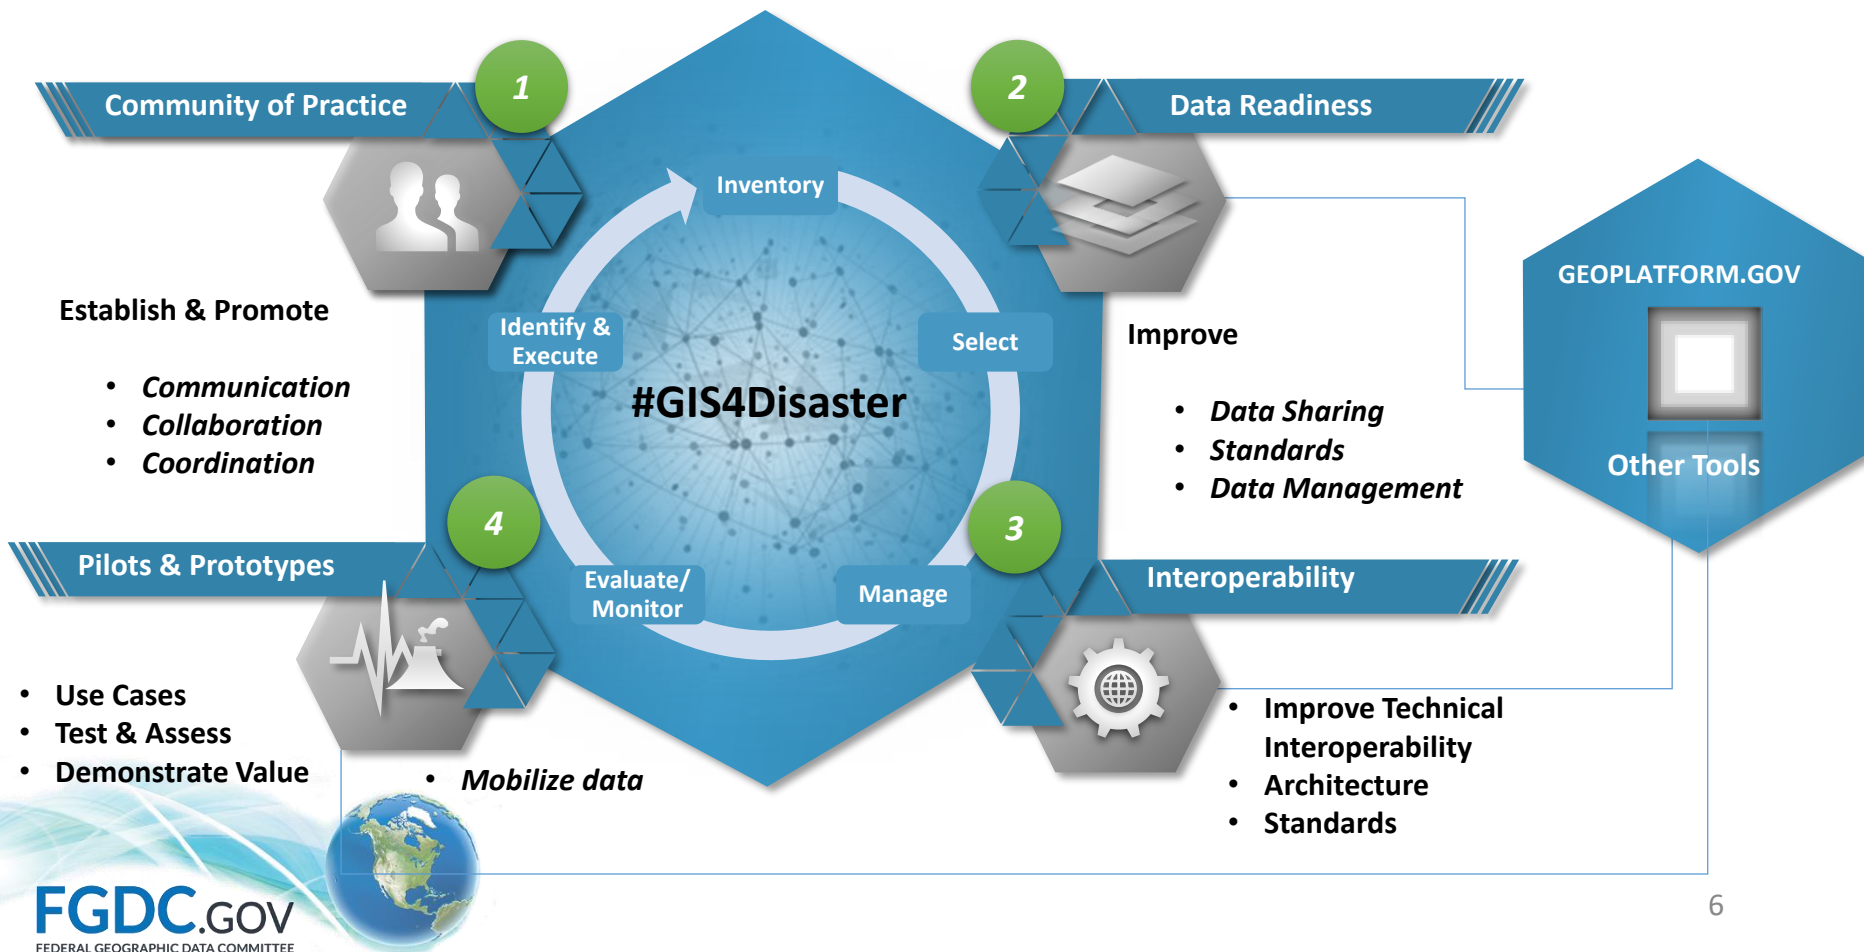 1
Community of Practice
Establish & Promote
• Communication
• Collaboration
• Coordination
2
Data Readiness
Improve
• Data Sharing
• Standards
• Data Management
Inventory
Select
Manage
Evaluate/
Monitor
Identify &
Execute
#GIS4Disaster
GEOPLATFORM.GOV
Other Tools
4
Pilots & Prototypes
• Use Cases
• Test & Assess
• Demonstrate Value
• Mobilize data
3
Interoperability
• Improve Technical
Interoperability
• Architecture
• Standards
FGDC.GOV
FEDERAL GEOGRAPHIC DATA COMMITTEE
6